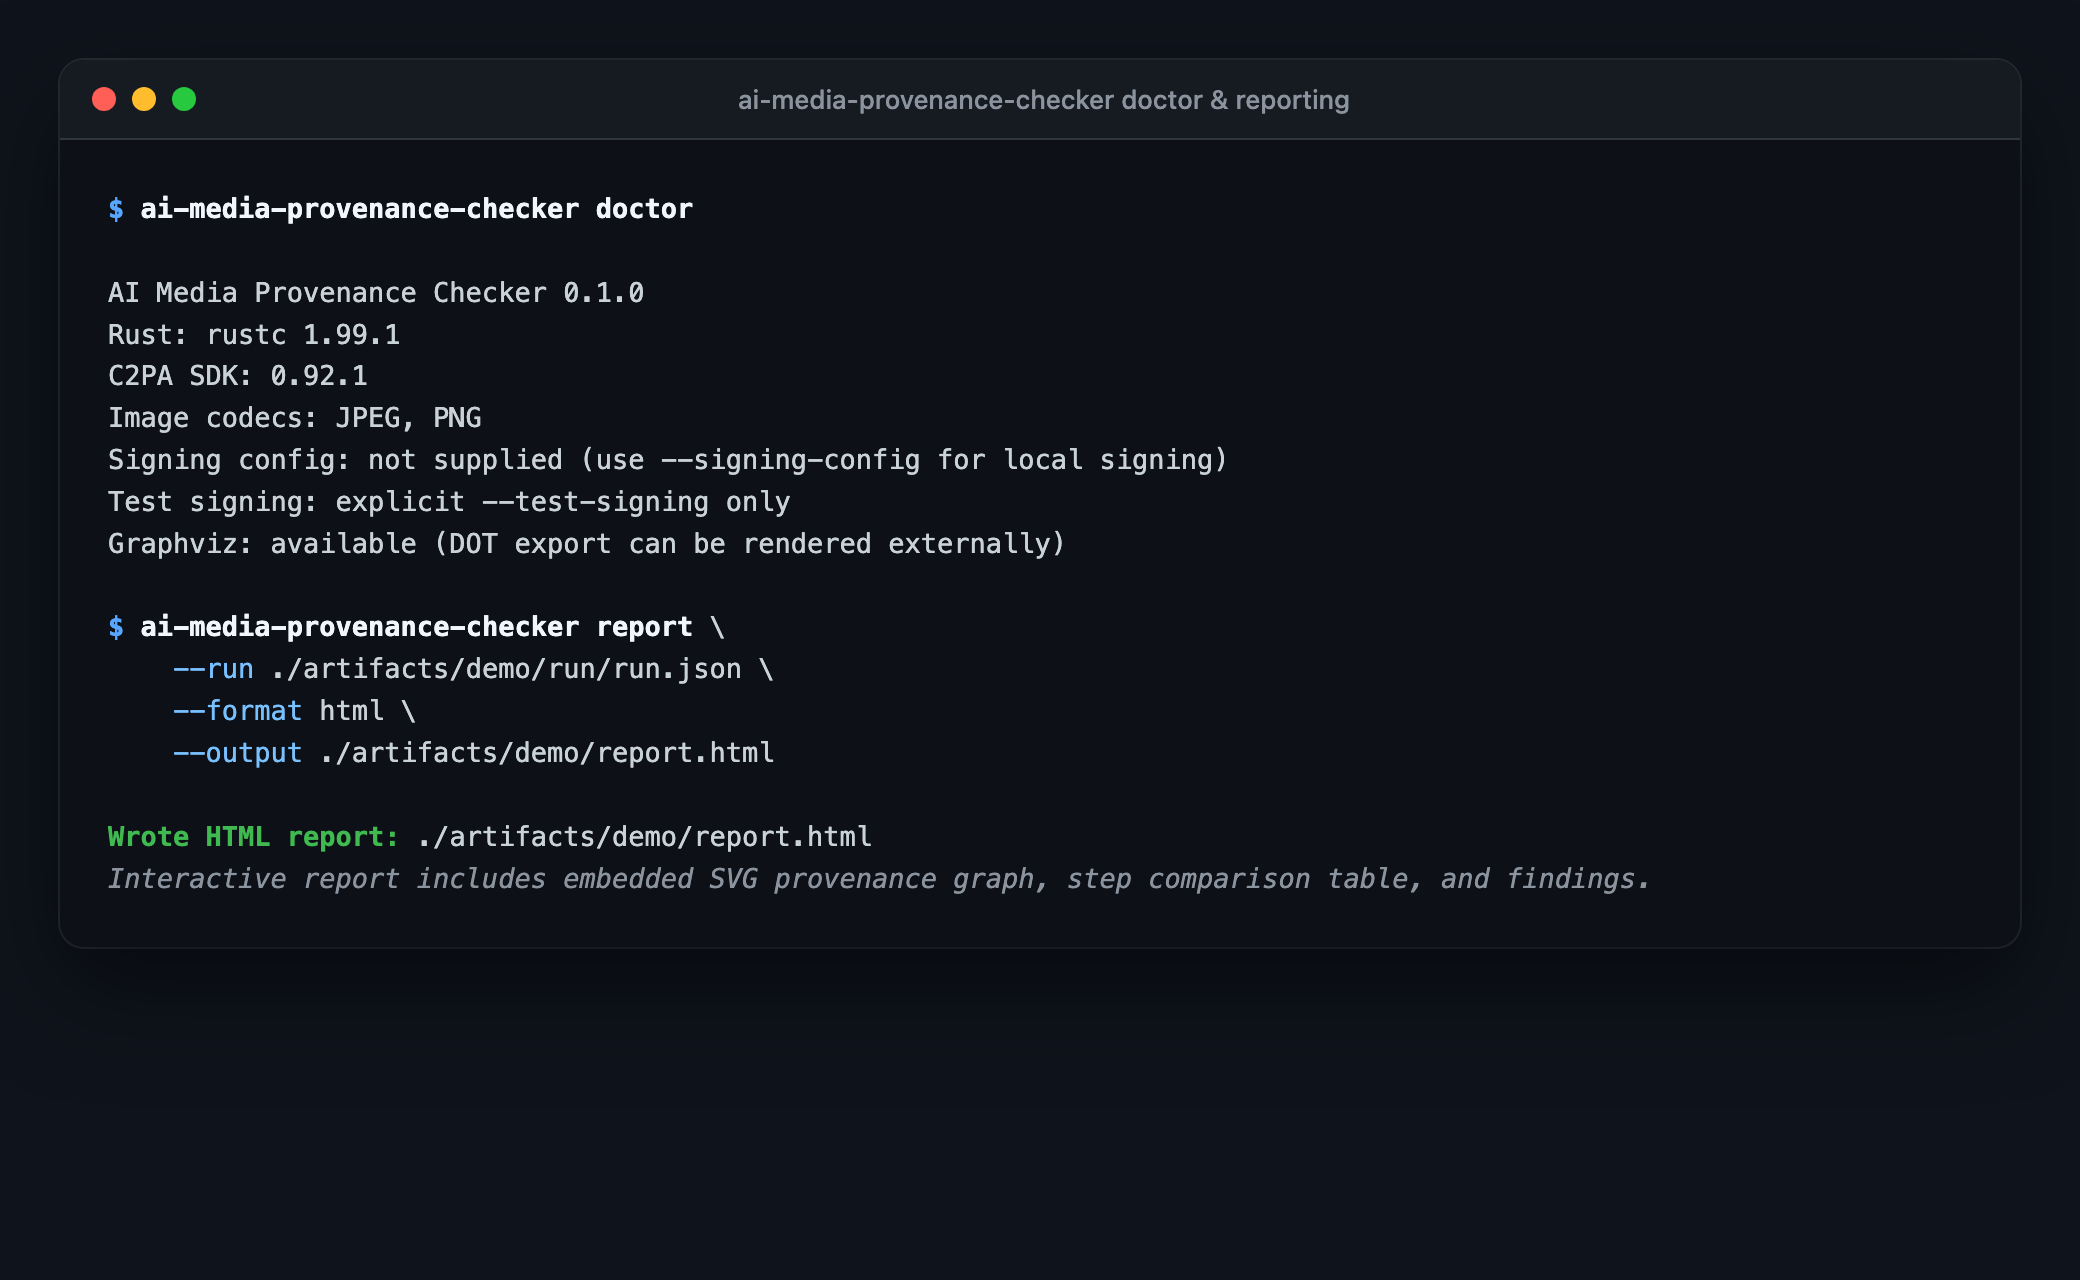 ai-media-provenance-checker doctor & reporting
$ ai-media-provenance-checker doctor
AI Media Provenance Checker 0.1.0
Rust: rustc 1.99.1
C2PA SDK: 0.92.1
Image codecs: JPEG, PNG
Signing config: not supplied (use --signing-config for local signing)
Test signing: explicit --test-signing only
Graphviz: available (DOT export can be rendered externally)
$ ai-media-provenance-checker report \
    --run ./artifacts/demo/run/run.json \
    --format html \
    --output ./artifacts/demo/report.html
Wrote HTML report: ./artifacts/demo/report.html
Interactive report includes embedded SVG provenance graph, step comparison table, and findings.